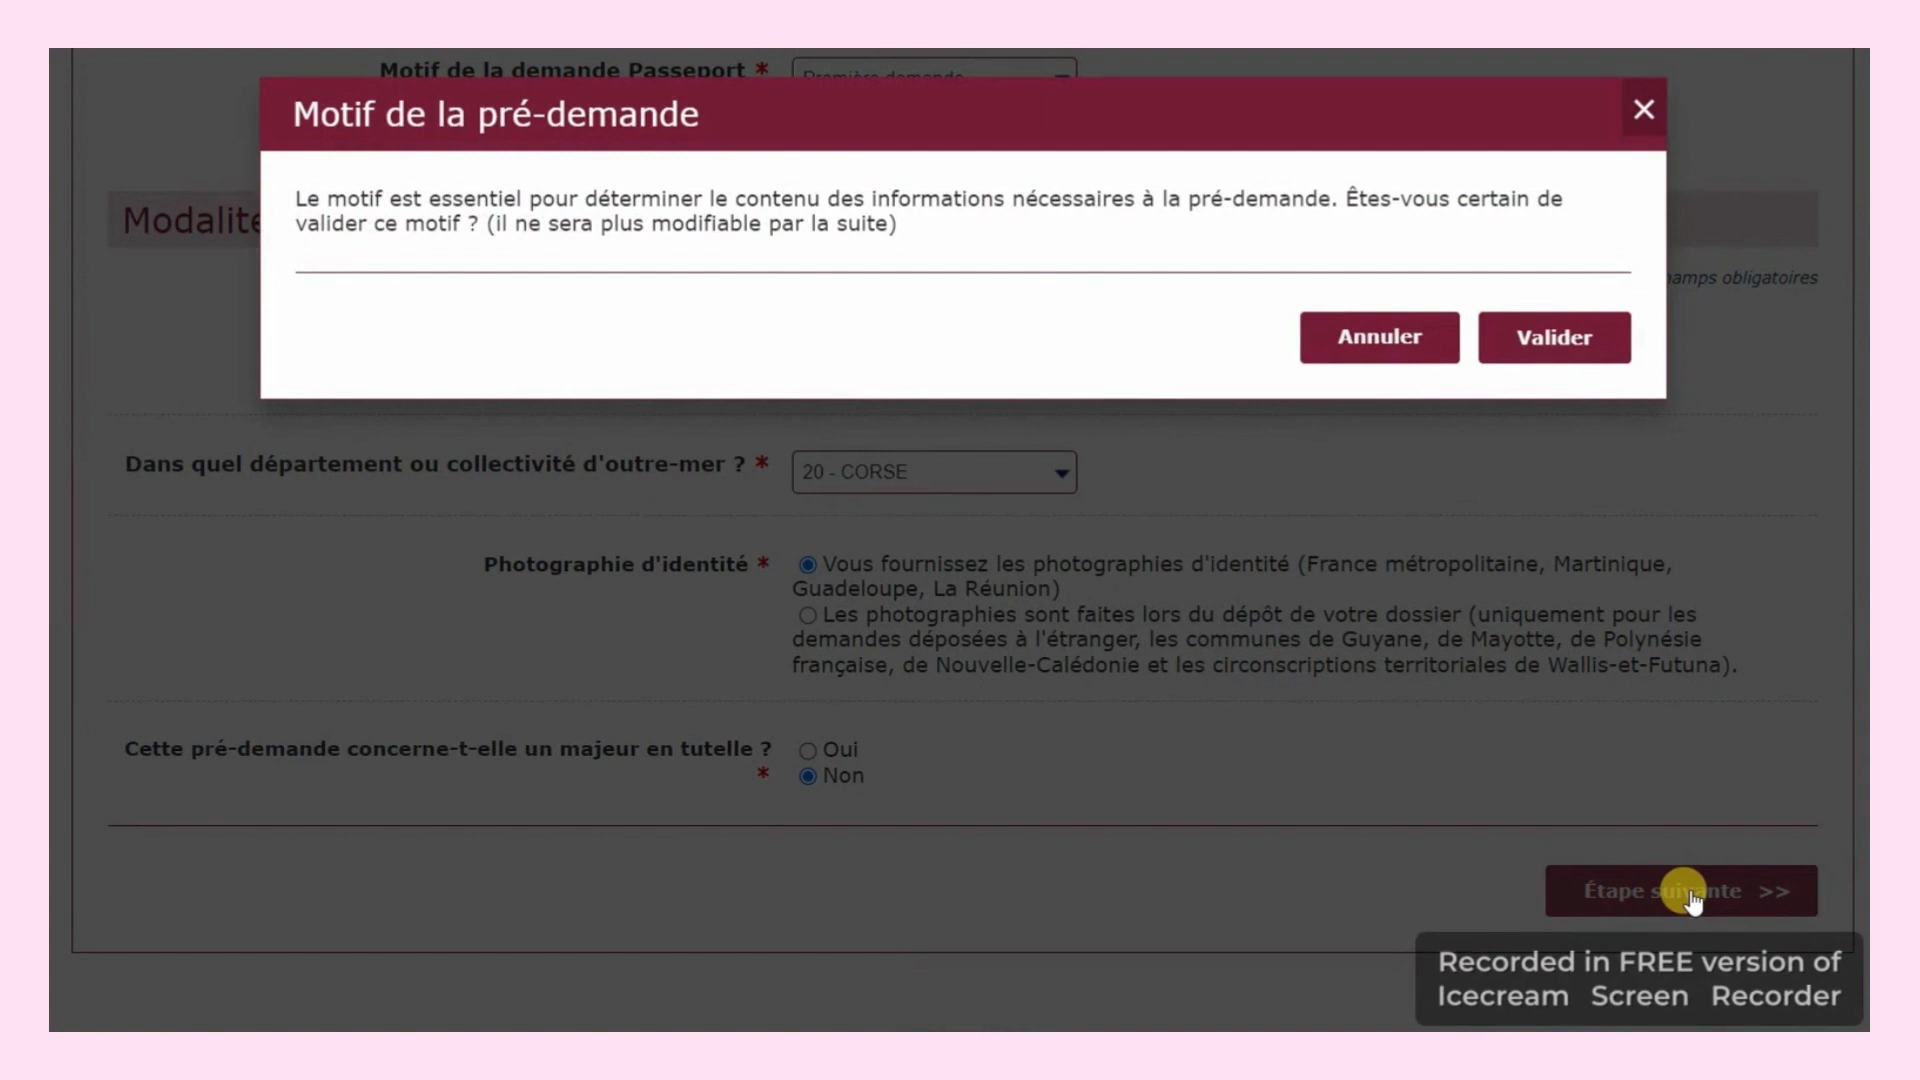 Motif de la demande Passeport *
Première demande
Motif de la pré-demande
×
Le motif est essentiel pour déterminer le contenu des informations nécessaires à la pré-demande. Êtes-vous certain de
valider ce motif ? (il ne sera plus modifiable par la suite)
Modalité
amps obligatoires
Annuler
Valider
Dans quel département ou collectivité d'outre-mer ? *
20 - CORSE
Photographie d'identité *
Vous fournissez les photographies d'identité (France métropolitaine, Martinique,
Guadeloupe, La Réunion)
Les photographies sont faites lors du dépôt de votre dossier (uniquement pour les
demandes déposées à l'étranger, les communes de Guyane, de Mayotte, de Polynésie
française, de Nouvelle-Calédonie et les circonscriptions territoriales de Wallis-et-Futuna).
Cette pré-demande concerne-t-elle un majeur en tutelle ?
*
Oui
Non
Étape suivante >>
Recorded in FREE version of
Icecream Screen Recorder